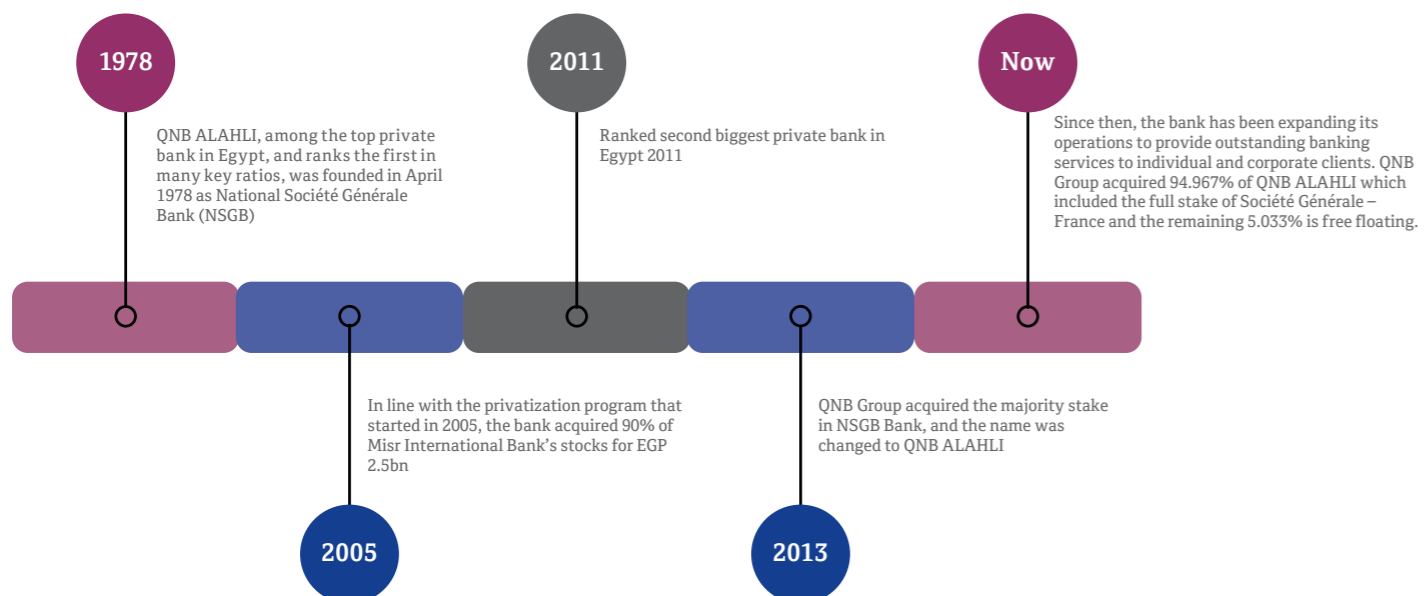 1978
QNB ALAHLI, among the top private
bank in Egypt, and ranks the first in
many key ratios, was founded in April
1978 as National Société Générale
Bank (NSGB)
2011
Ranked second biggest private bank in
Egypt 2011
Now
Since then, the bank has been expanding its
operations to provide outstanding banking
services to individual and corporate clients. QNB
Group acquired 94.967% of QNB ALAHLI which
included the full stake of Société Générale –
France and the remaining 5.033% is free floating.
In line with the privatization program that
started in 2005, the bank acquired 90% of
Misr International Bank’s stocks for EGP
2.5bn
2005
QNB Group acquired the majority stake
in NSGB Bank, and the name was
changed to QNB ALAHLI
2013